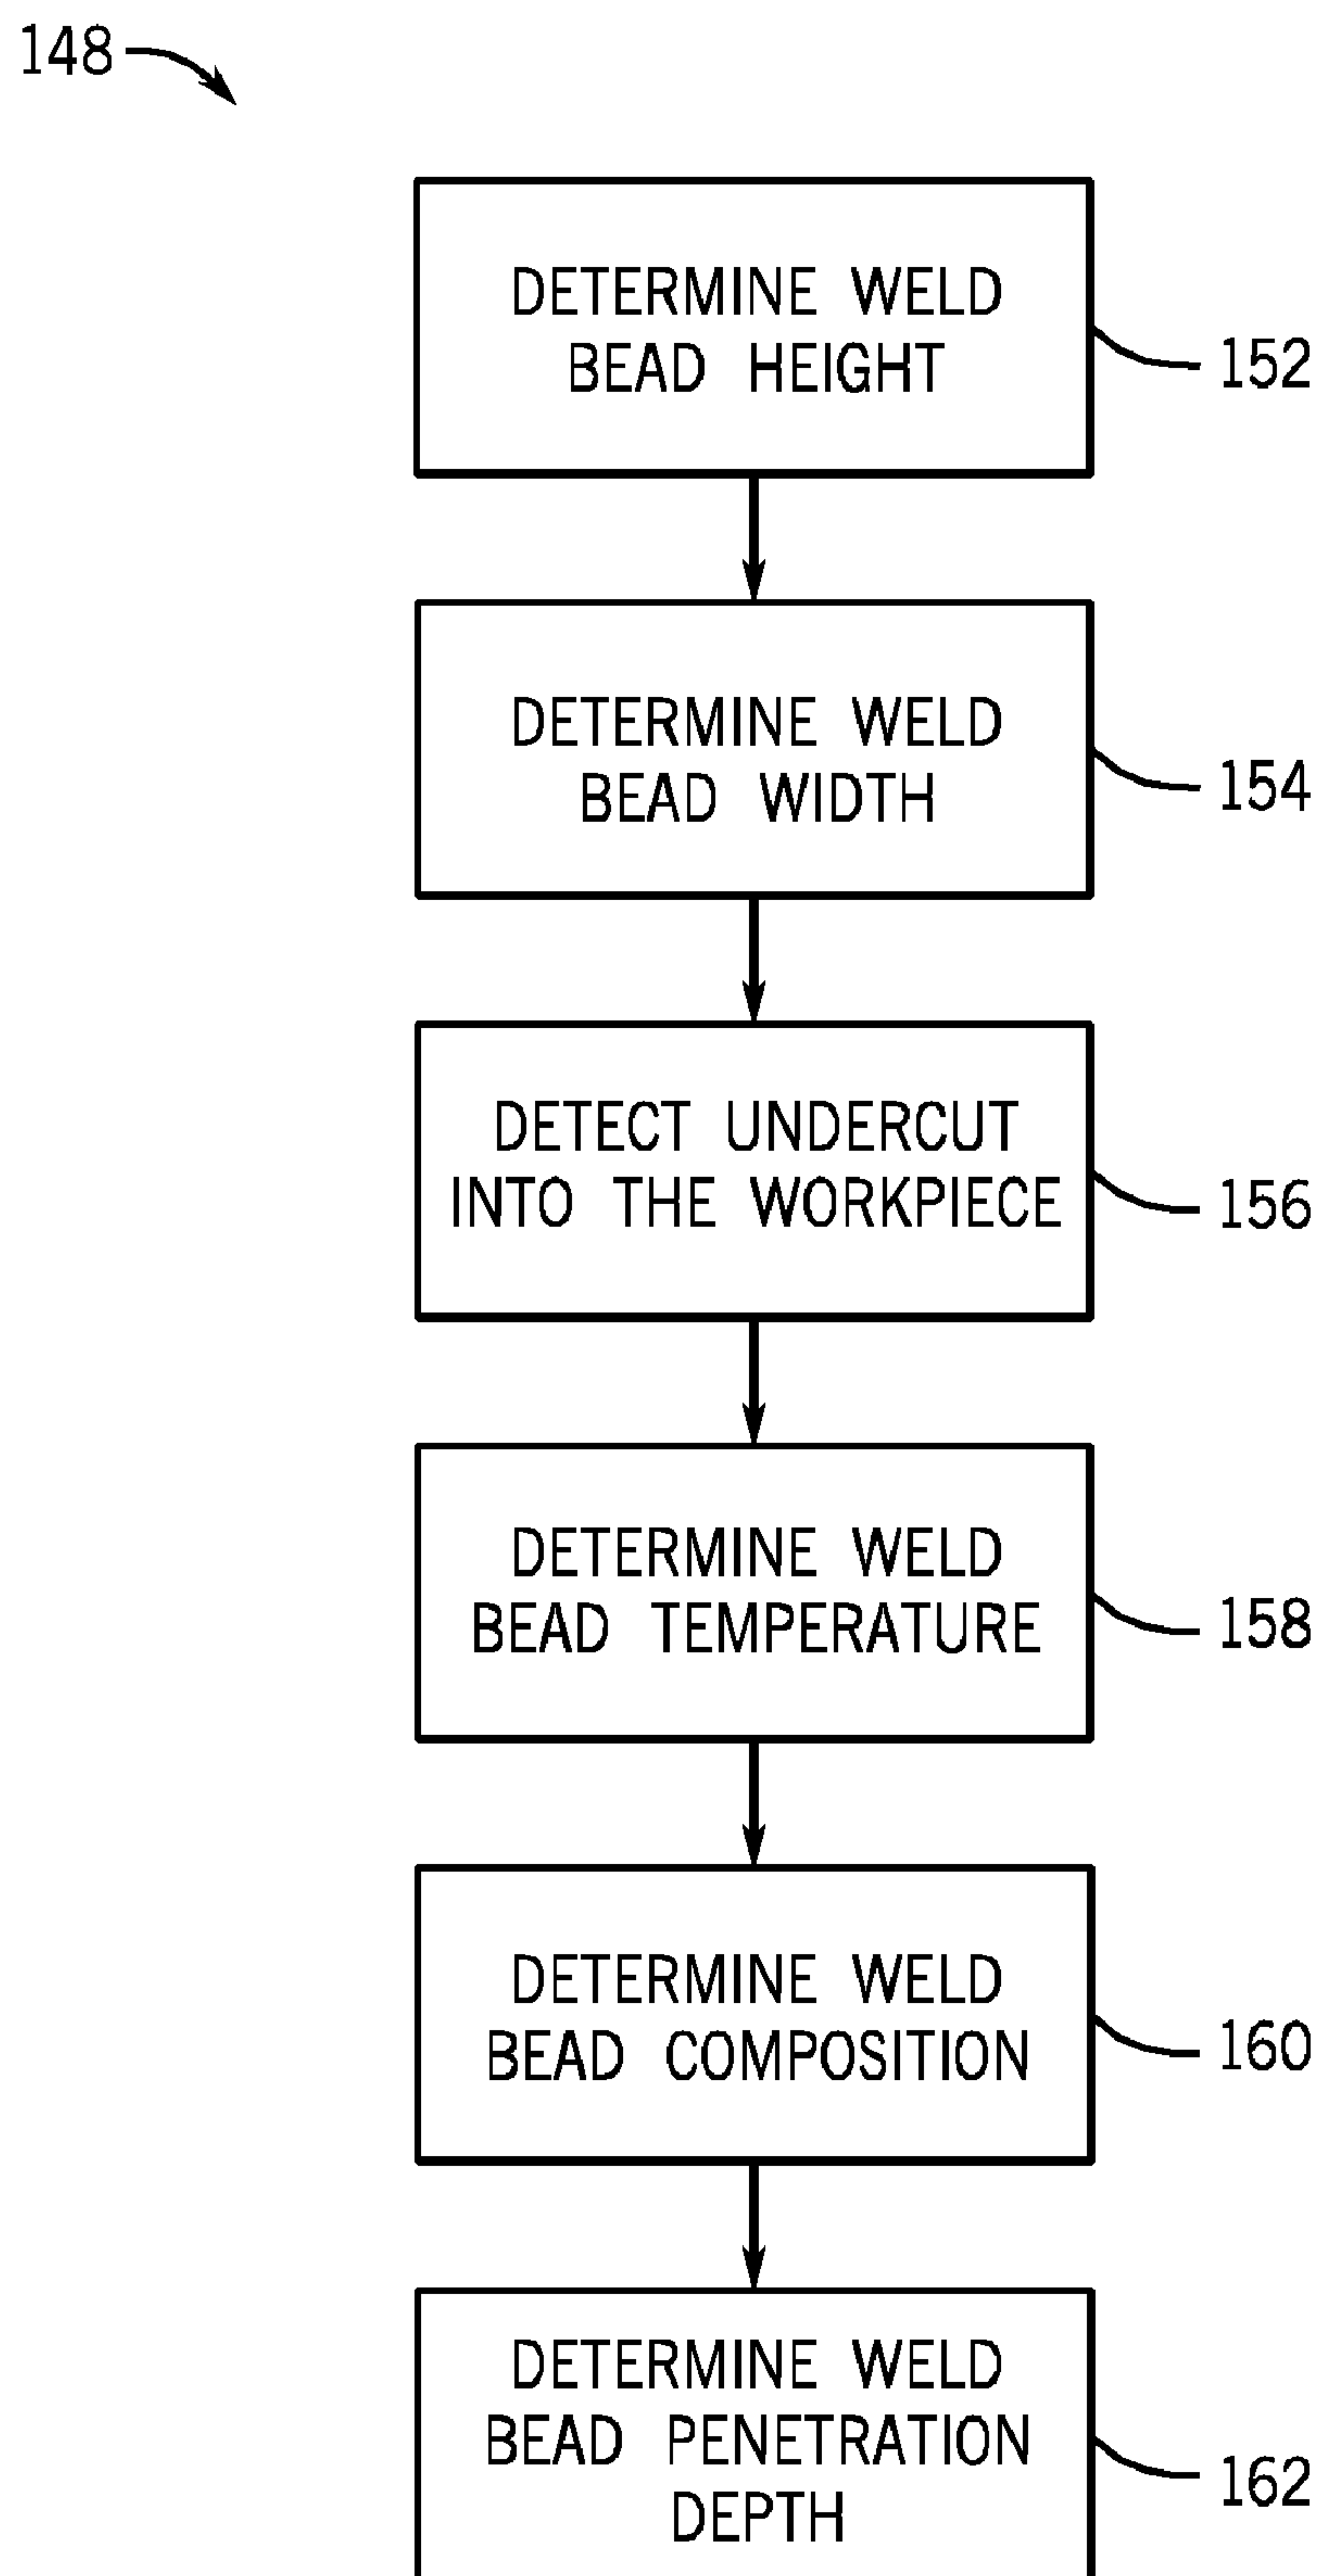 148
DETERMINE WELD
BEAD HEIGHT
152
DETERMINE WELD
BEAD WIDTH
154
DETECT UNDERCUT
INTO THE WORKPIECE
156
DETERMINE WELD
BEAD TEMPERATURE
158
DETERMINE WELD
BEAD COMPOSITION
160
DETERMINE WELD
BEAD PENETRATION
DEPTH
162